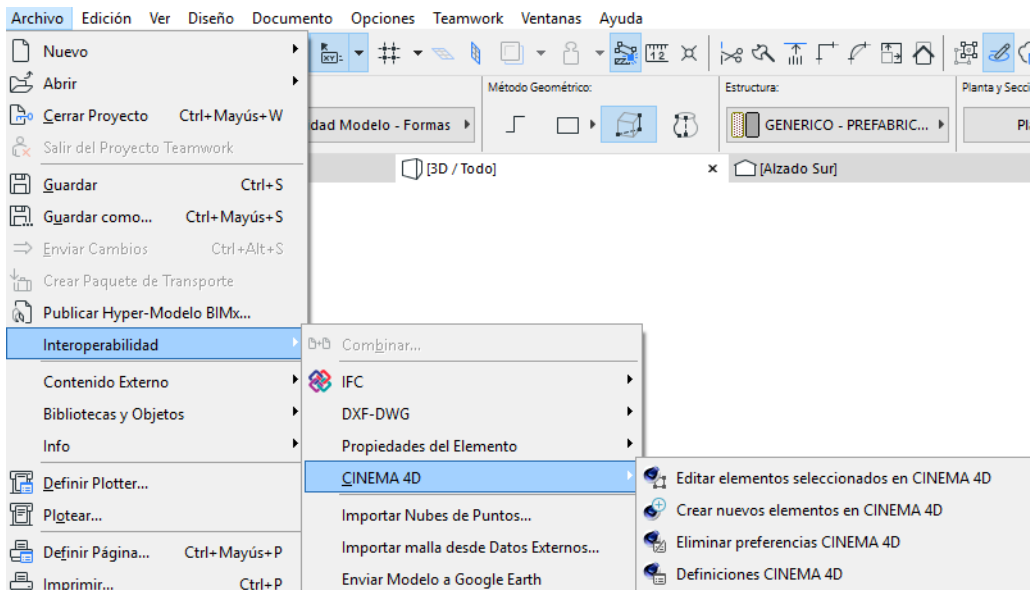 Archivo Edición Ver Diseño Documento Opciones Teamwork Ventanas Ayuda
Nuevo
Abrir
Cerrar Proyecto Ctrl+Mayús+W
Salir del Proyecto Teamwork
Guardar Ctrl+S
Guardar como... Ctrl+Mayús+S
Enviar Cambios Ctrl+Alt+S
Crear Paquete de Transporte
Publicar Hyper-Modelo BIMx...
Interoperabilidad
Contenido Externo
Bibliotecas y Objetos
Info
Definir Plotter...
Plotear...
Definir Página... Ctrl+Mayús+P
Imprimir... Ctrl+P
XY:
12
Método Geométrico:
Estructura:
Planta y Secci
dad Modelo - Formas
GENERICO - PREFABRIC...
Pl
[3D / Todo]
[Alzado Sur]
Combinar...
IFC
DXF-DWG
Propiedades del Elemento
CINEMA 4D
Importar Nubes de Puntos...
Importar malla desde Datos Externos...
Enviar Modelo a Google Earth
Editar elementos seleccionados en CINEMA 4D
Crear nuevos elementos en CINEMA 4D
Eliminar preferencias CINEMA 4D
Definiciones CINEMA 4D